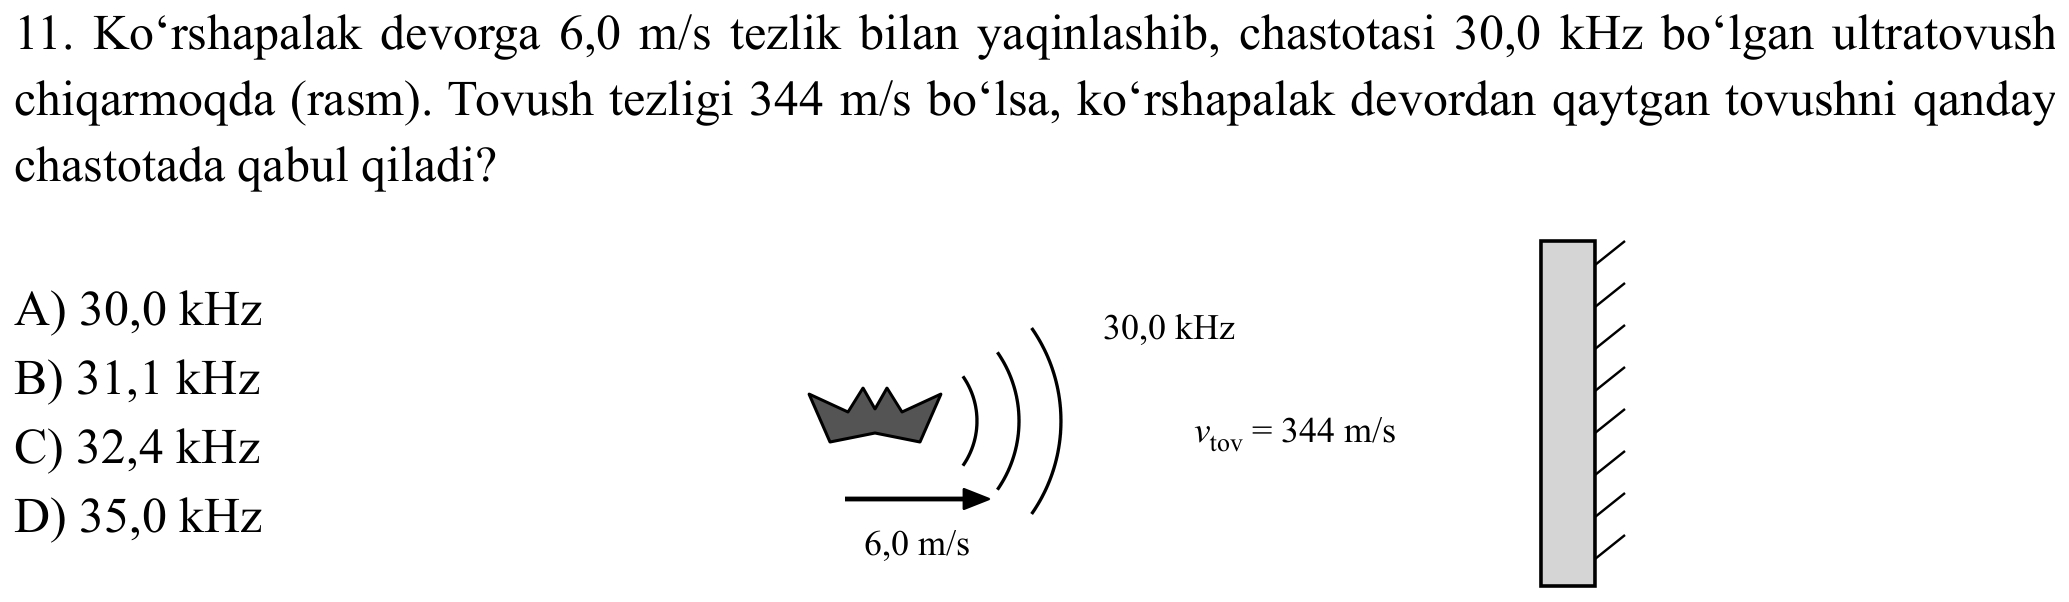 11. Ko‘rshapalak devorga 6,0 m/s tezlik bilan yaqinlashib, chastotasi 30,0 kHz bo‘lgan ultratovush
chiqarmoqda (rasm). Tovush tezligi 344 m/s bo‘lsa, ko‘rshapalak devordan qaytgan tovushni qanday
chastotada qabul qiladi?
A) 30,0 kHz
B) 31,1 kHz
C) 32,4 kHz
D) 35,0 kHz
30,0 kHz
v_tov = 344 m/s
6,0 m/s